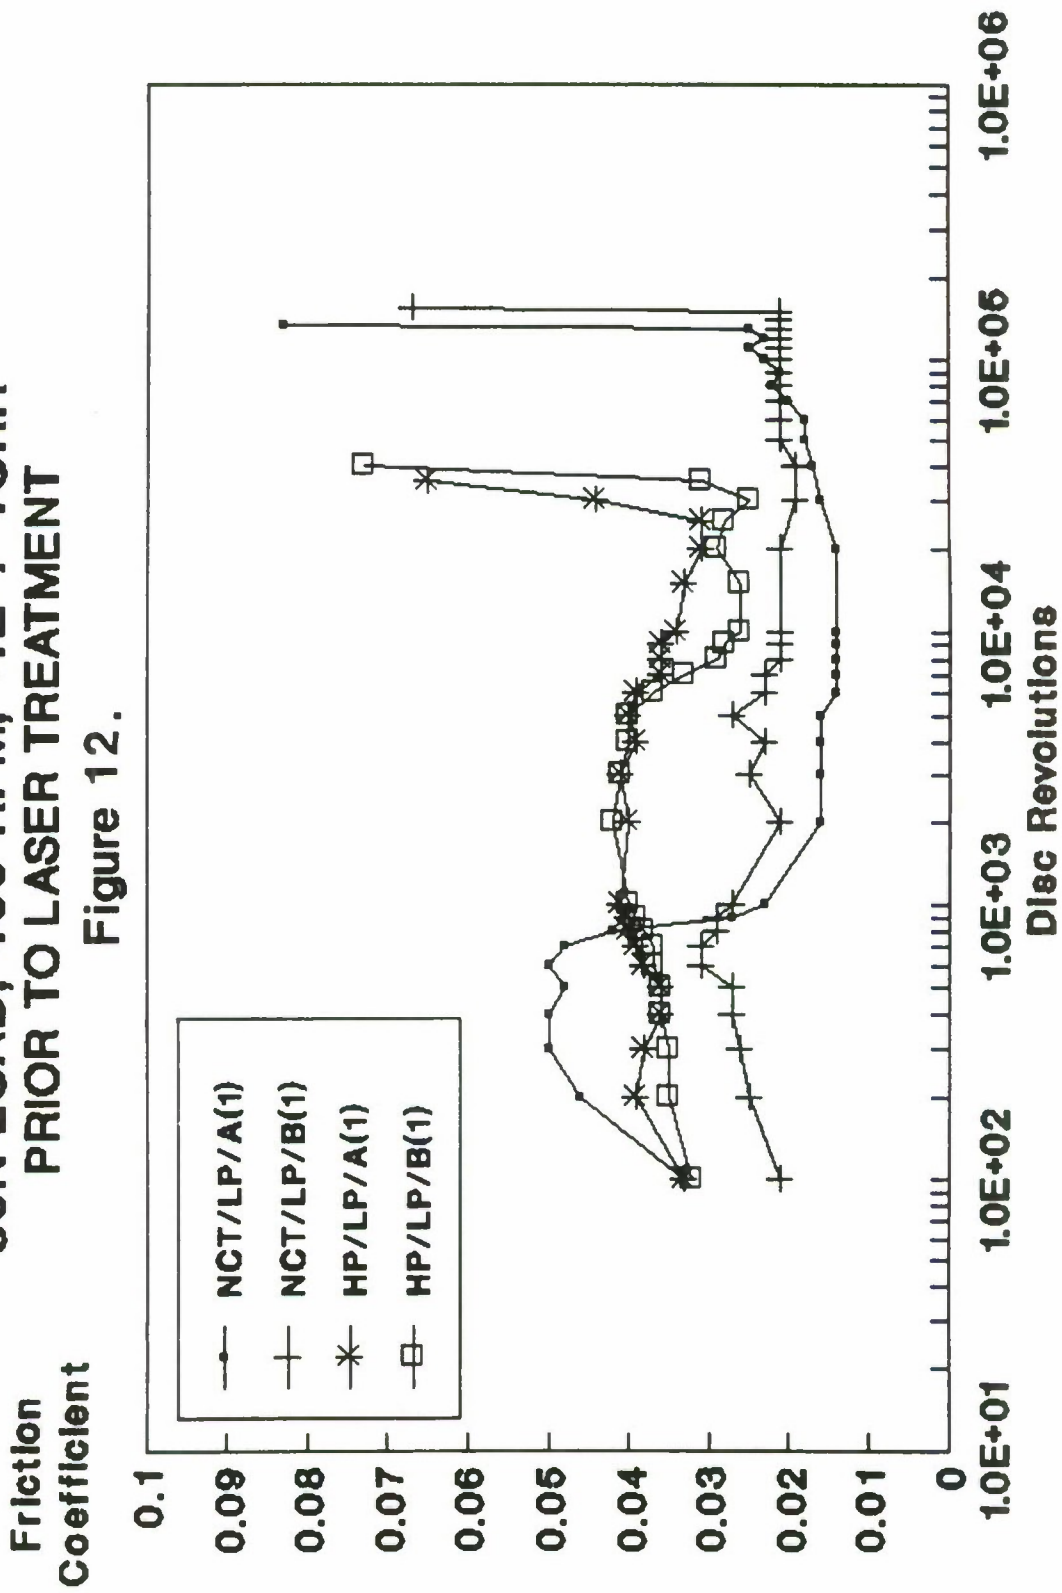 PRIOR TO LASER TREATMENT
Figure 12.
Friction
Coefficient
0.1
0.09
0.08
0.07
0.06
0.05
0.04
0.03
0.02
0.01
0
NCT/LP/A(1)
NCT/LP/B(1)
HP/LP/A(1)
HP/LP/B(1)
1.0E+01 1.0E+02 1.0E+03 1.0E+04 1.0E+05 1.0E+06
Disc Revolutions